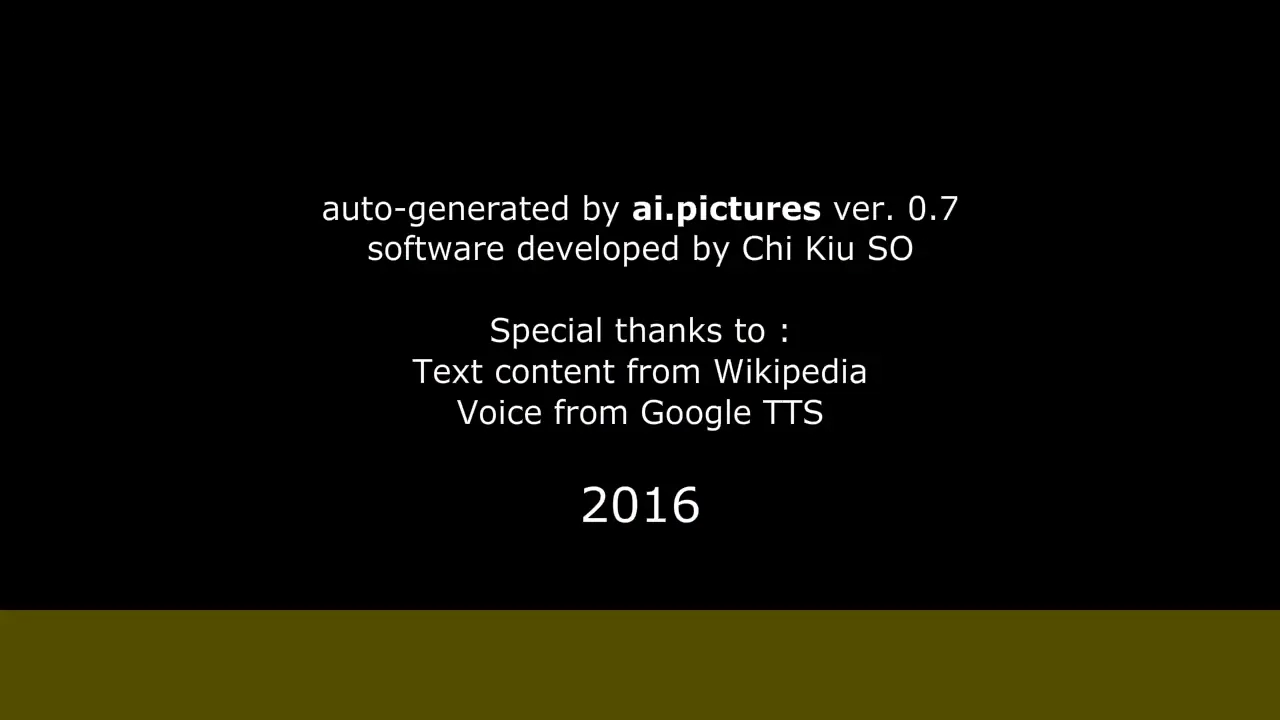 auto-generated by ai.pictures ver. 0.7
software developed by Chi Kiu SO
Special thanks to :
Text content from Wikipedia
Voice from Google TTS
2016